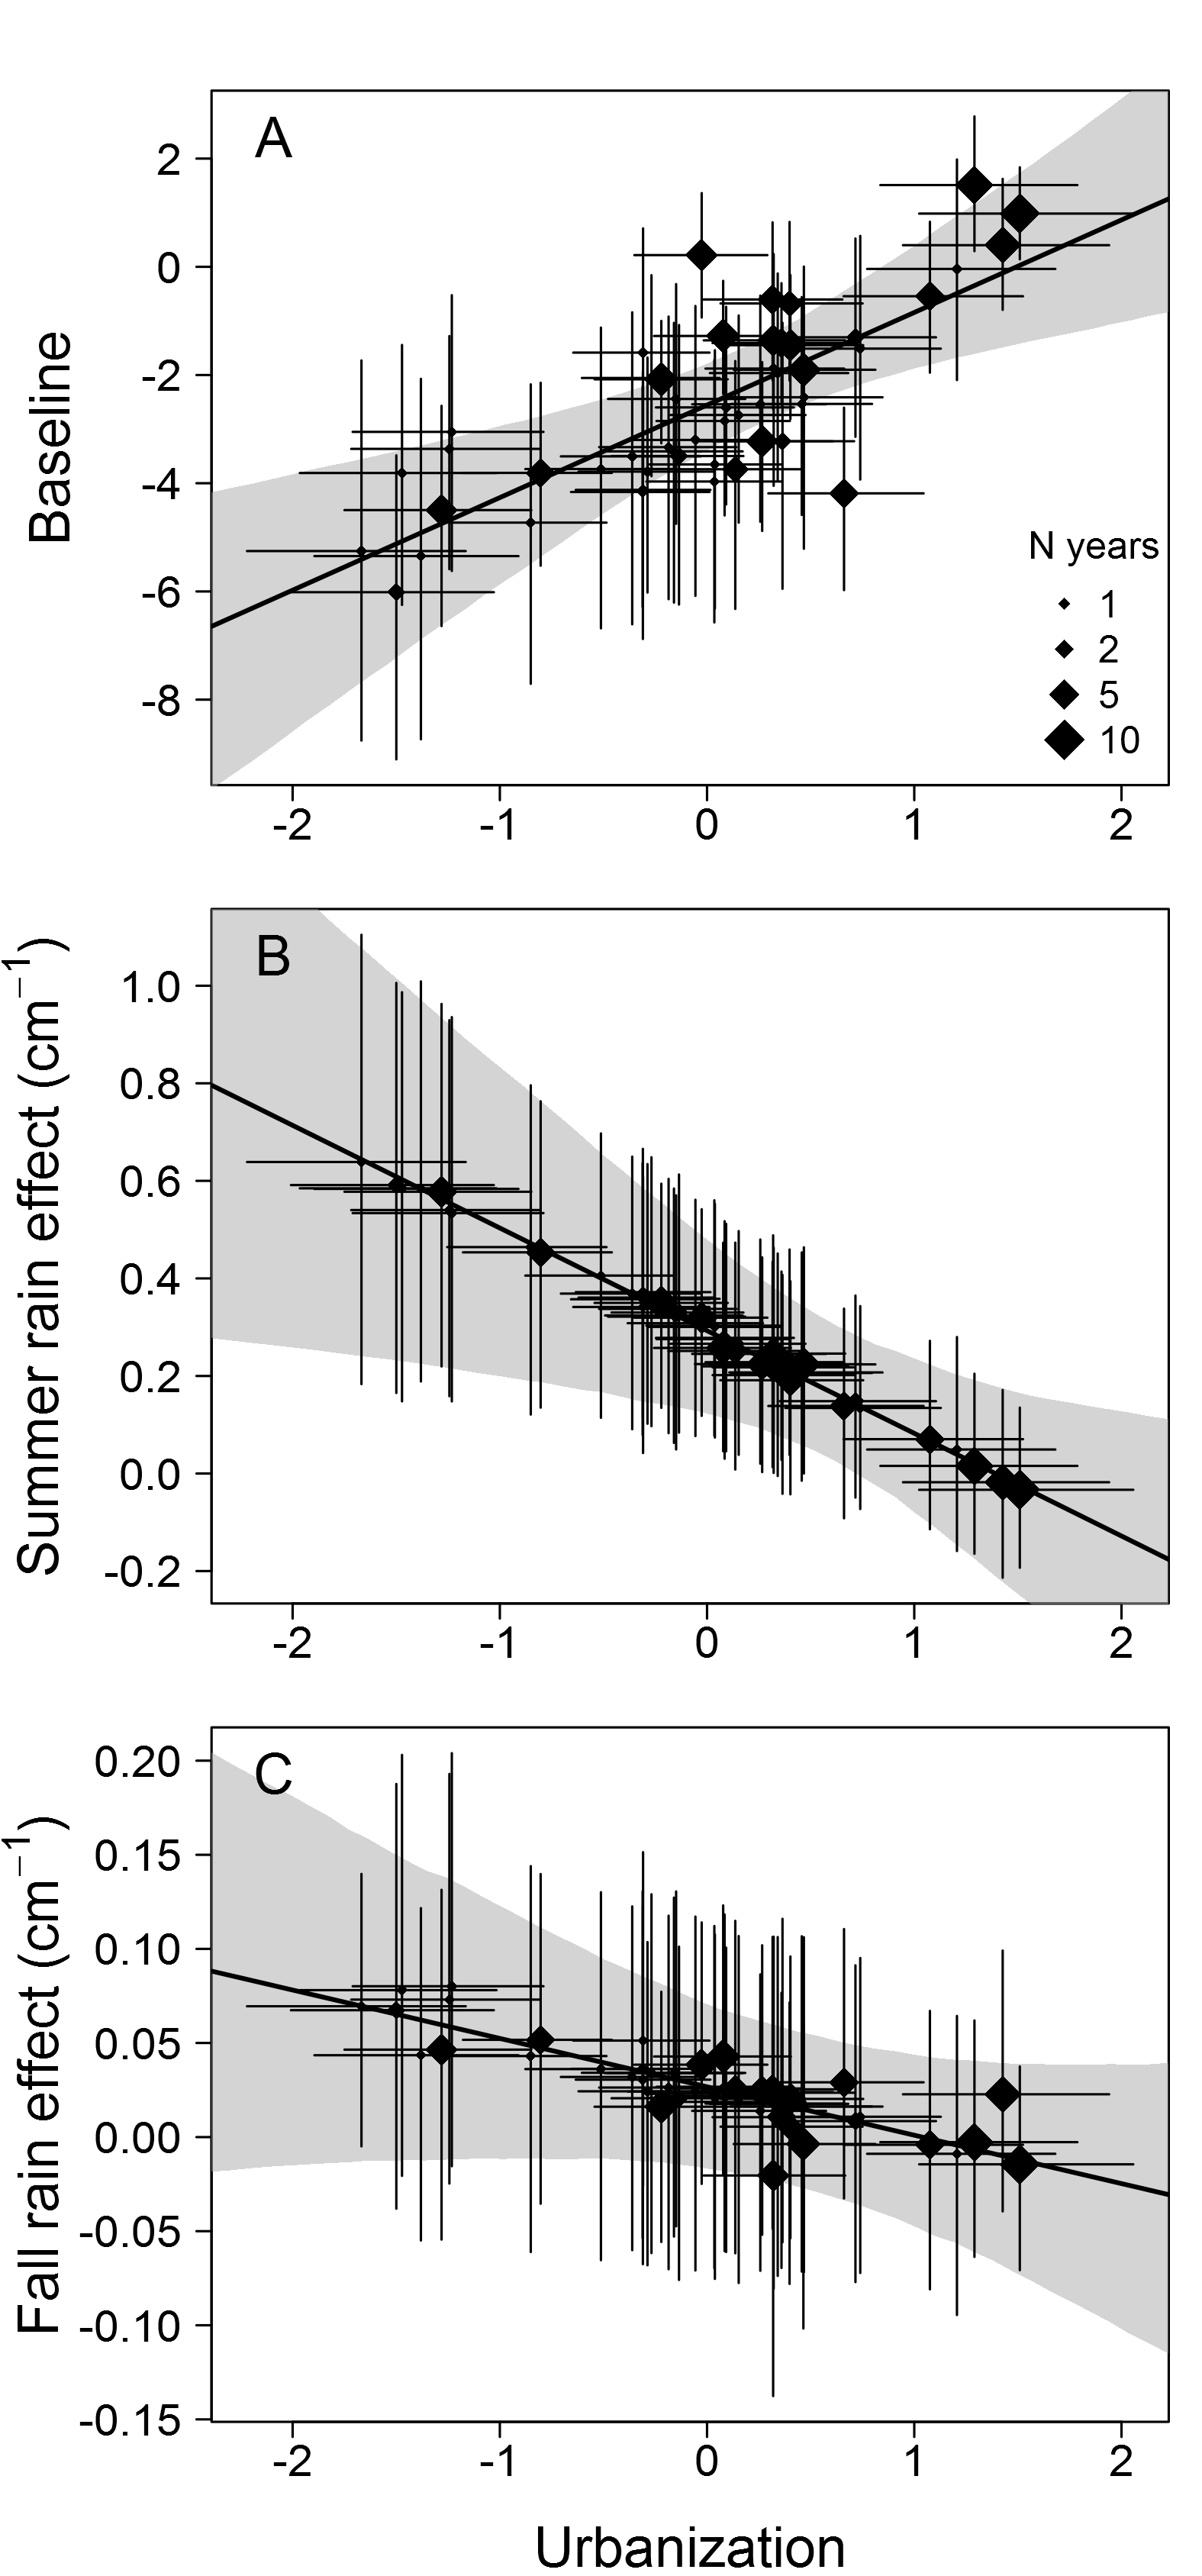 A
Baseline
2
0
-2
-4
-6
-8
N years
1
2
5
10
-2 -1 0 1 2
B
Summer rain effect (cm⁻¹)
1.0
0.8
0.6
0.4
0.2
0.0
-0.2
-2 -1 0 1 2
C
Fall rain effect (cm⁻¹)
0.20
0.15
0.10
0.05
0.00
-0.05
-0.10
-0.15
-2 -1 0 1 2
Urbanization